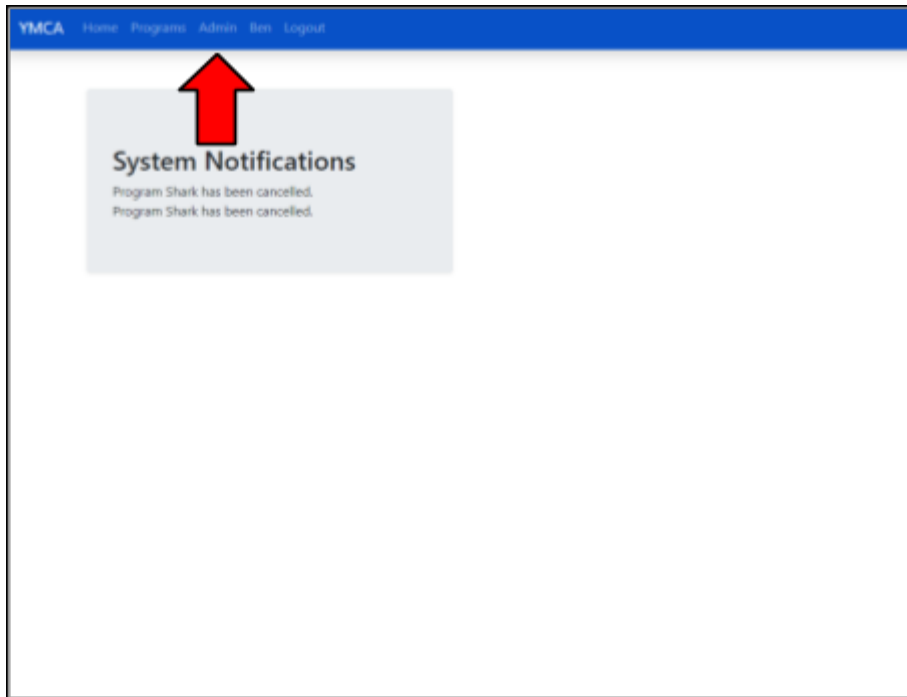 YMCA Home Programs Admin Ben Logout
System Notifications
Program Shark has been cancelled.
Program Shark has been cancelled.